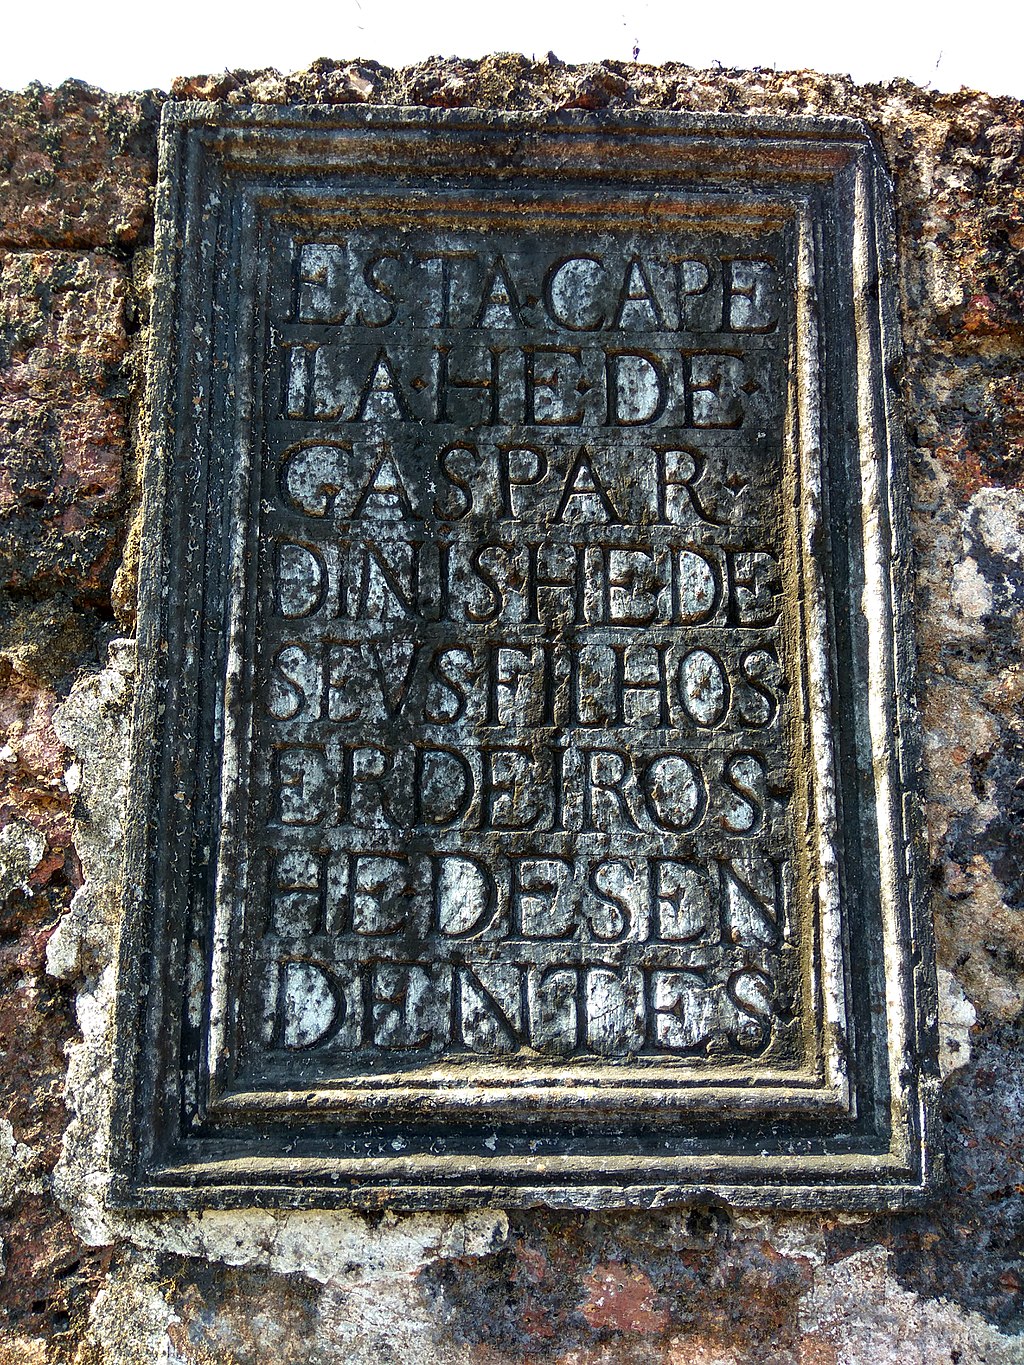 ESTA CAPE
LA · HE · DE ·
GASPAR ·
DINIS · HE · DE
SEVS FILHOS
ERDEIROS ·
HE · DESEN
DENTES